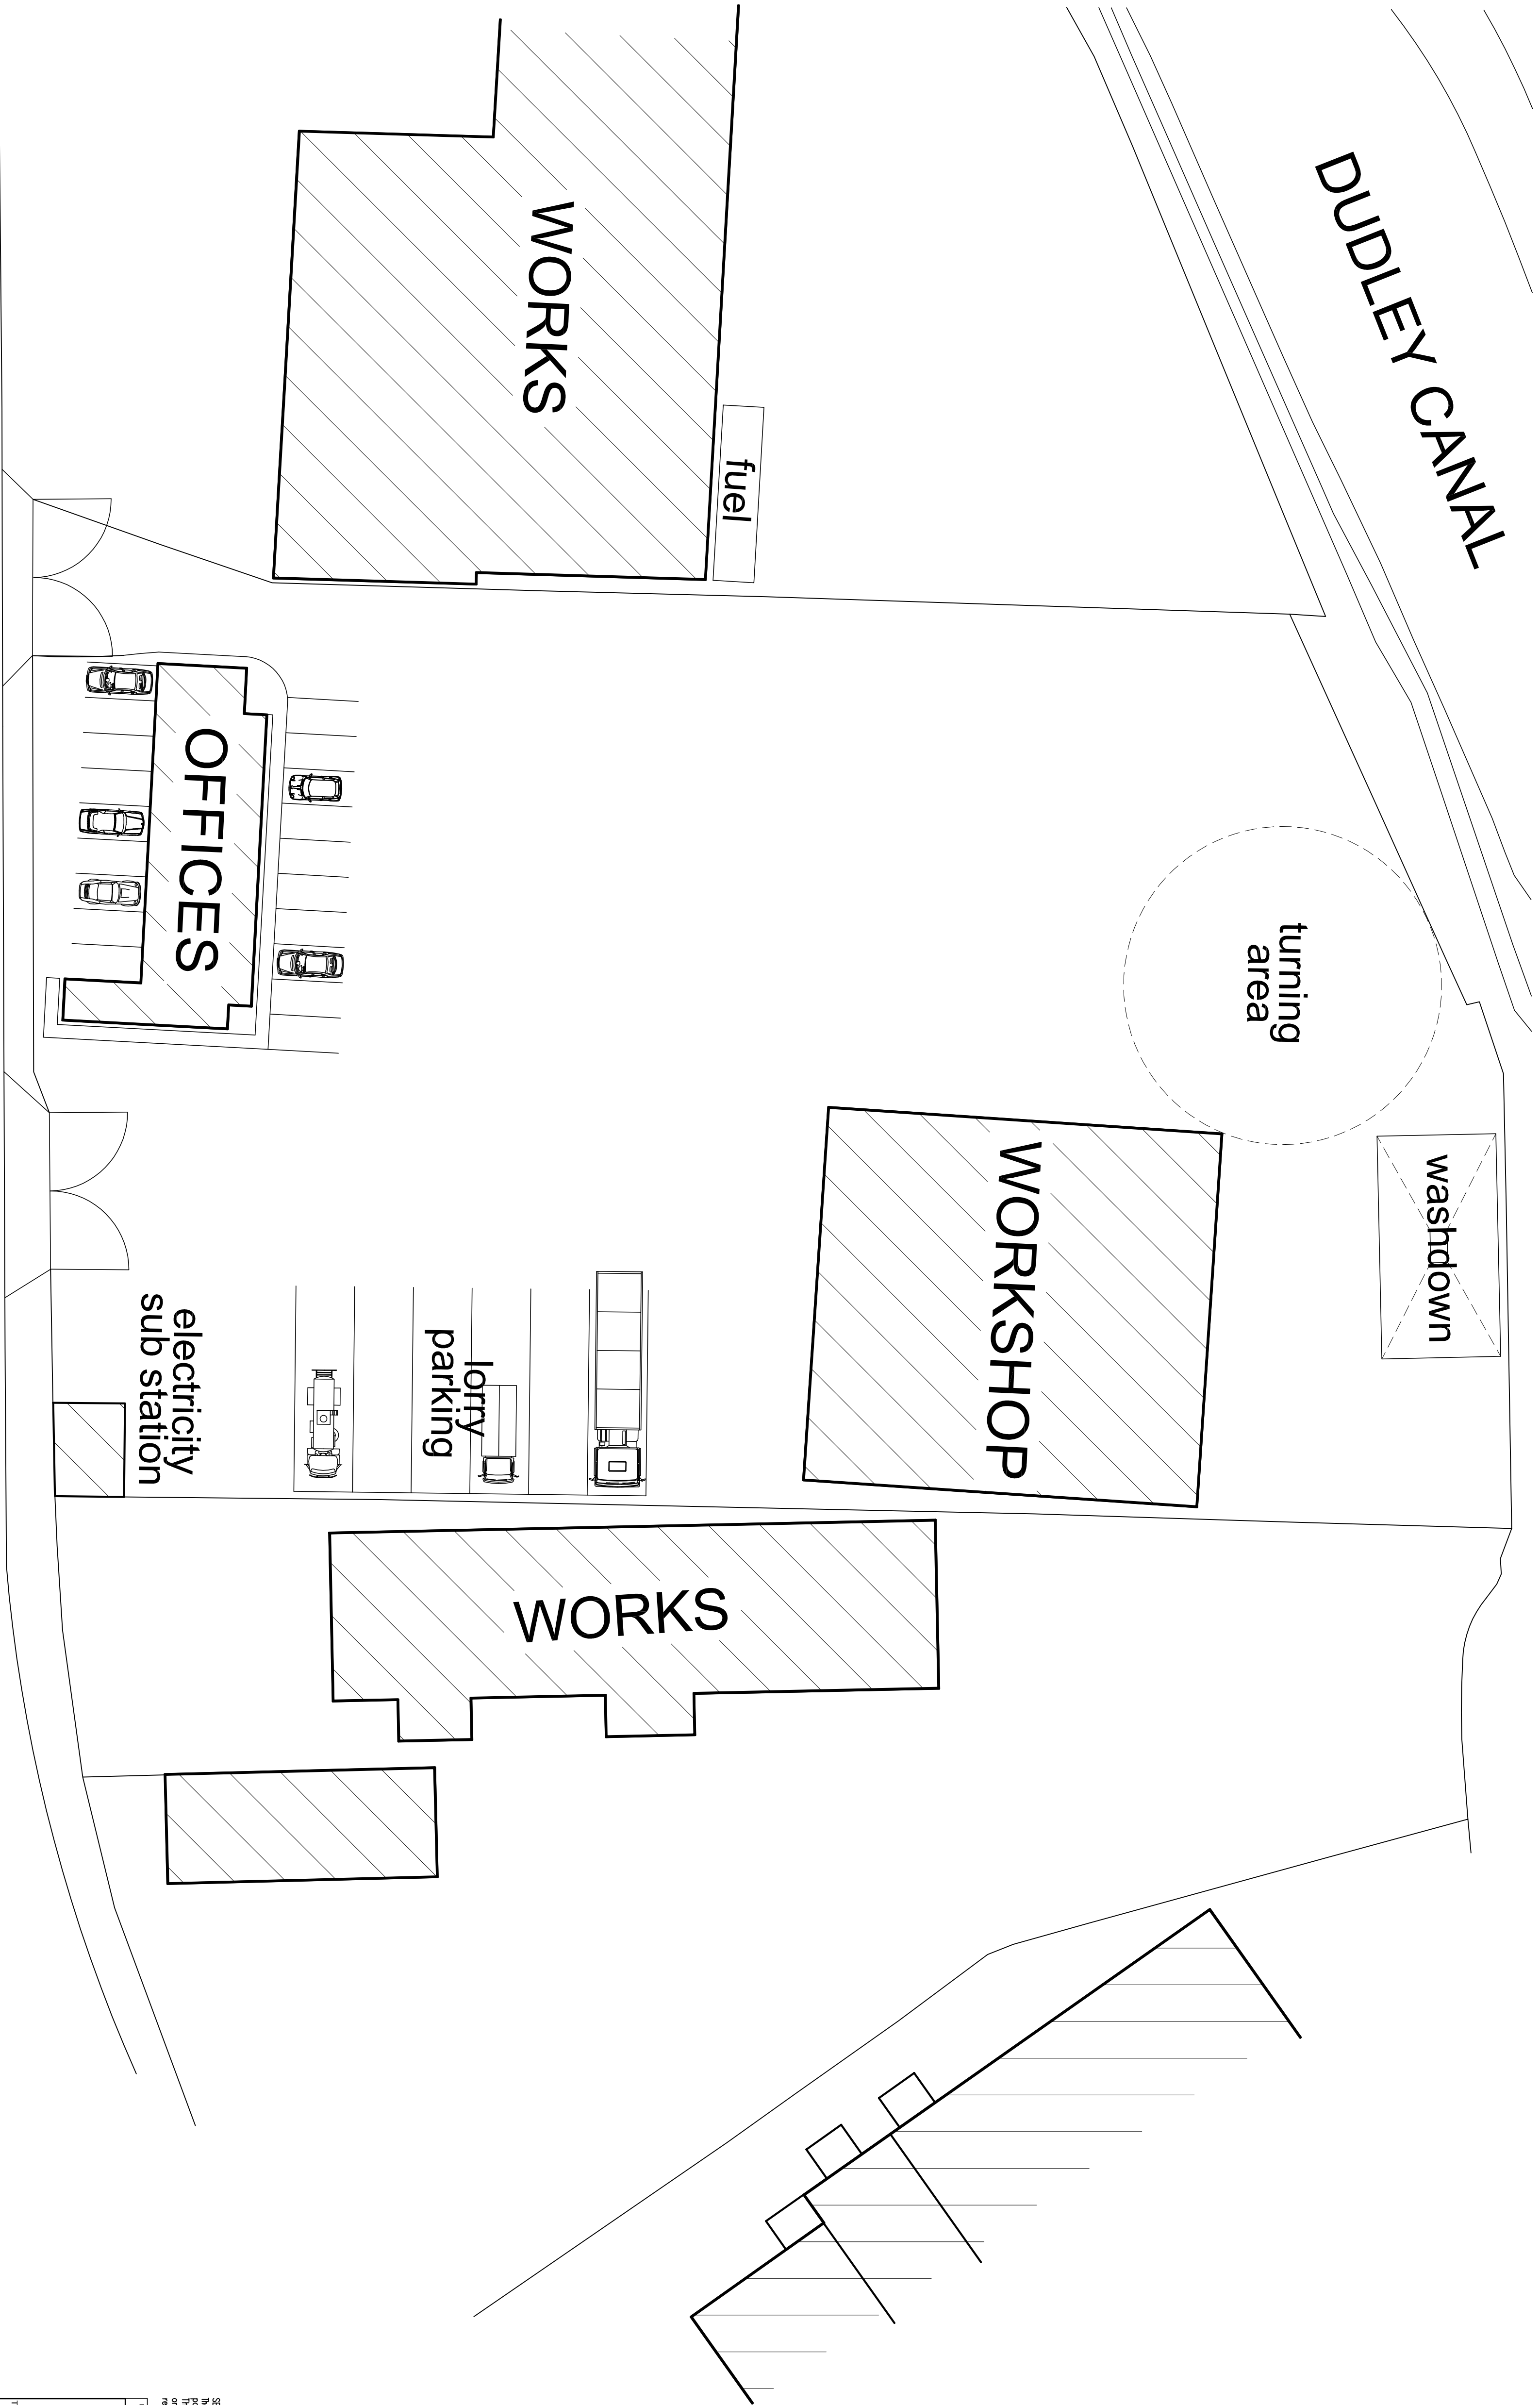 DUDLEY CANAL
WORKS
fuel
OFFICES
turning
area
WORKSHOP
washdown
electricity
sub station
lorry
parking
WORKS